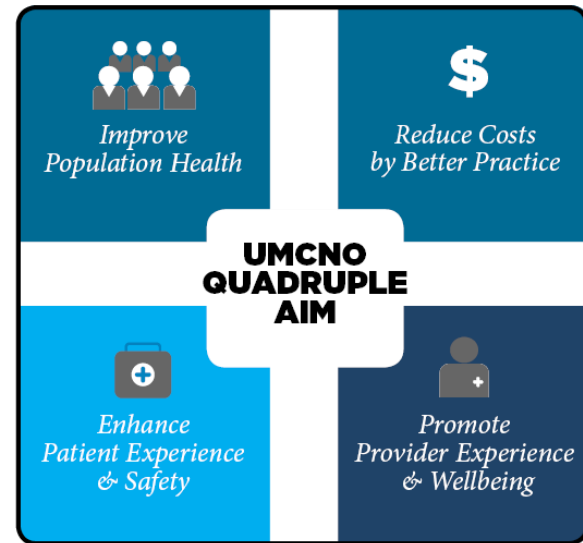 Improve
Population Health
$
Reduce Costs
by Better Practice
UMCNO
QUADRUPLE
AIM
Enhance
Patient Experience
& Safety
Promote
Provider Experience
& Wellbeing